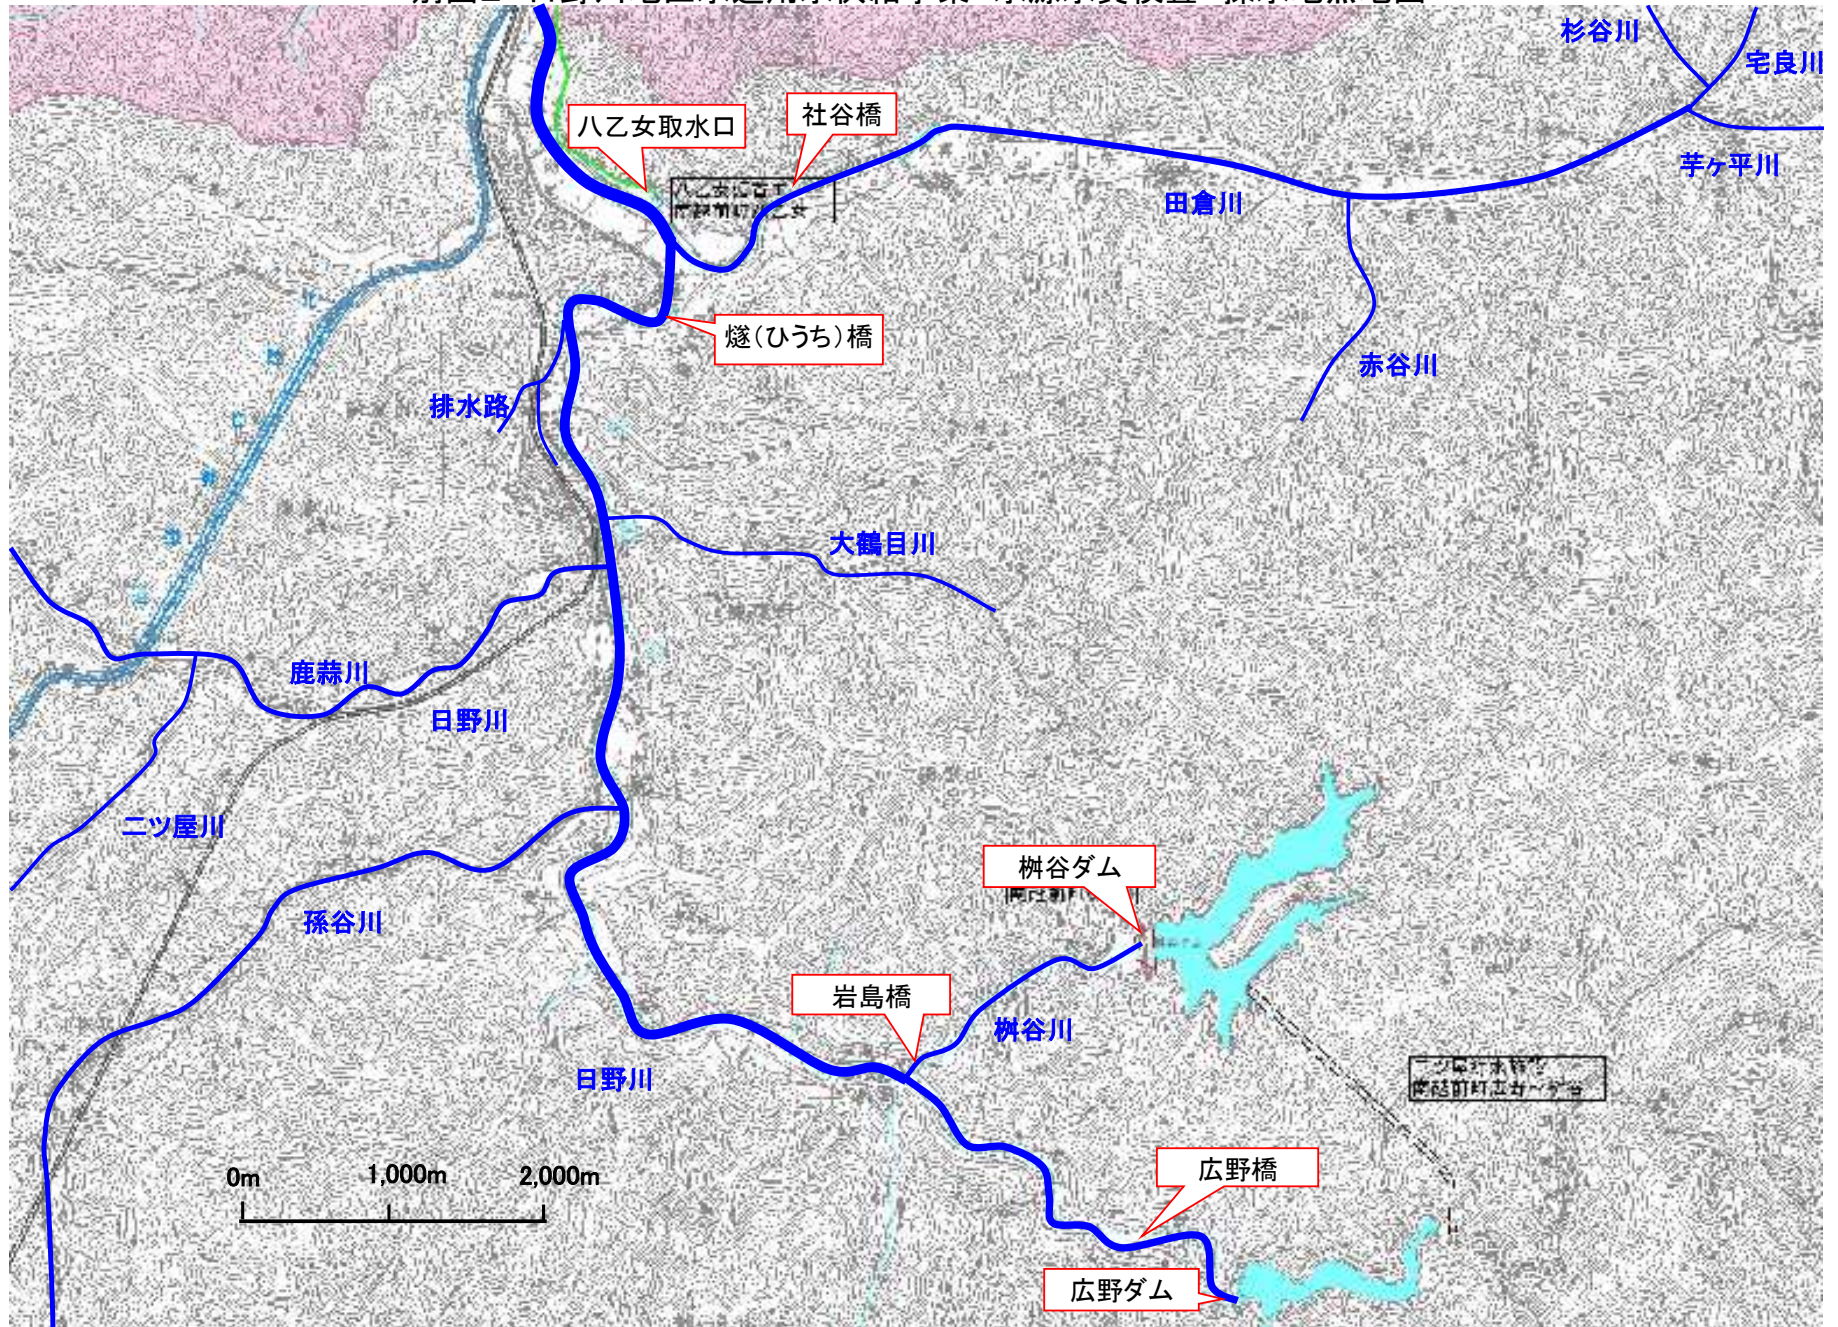 杉谷川
宅良川
社谷橋
八乙女取水口
芋ヶ平川
田倉川
燧(ひうち)橋
赤谷川
排水路
大鶴目川
鹿蒜川
日野川
二ツ屋川
桝谷ダム
孫谷川
岩島橋
桝谷川
日野川
広野橋
0m 1,000m 2,000m
広野ダム